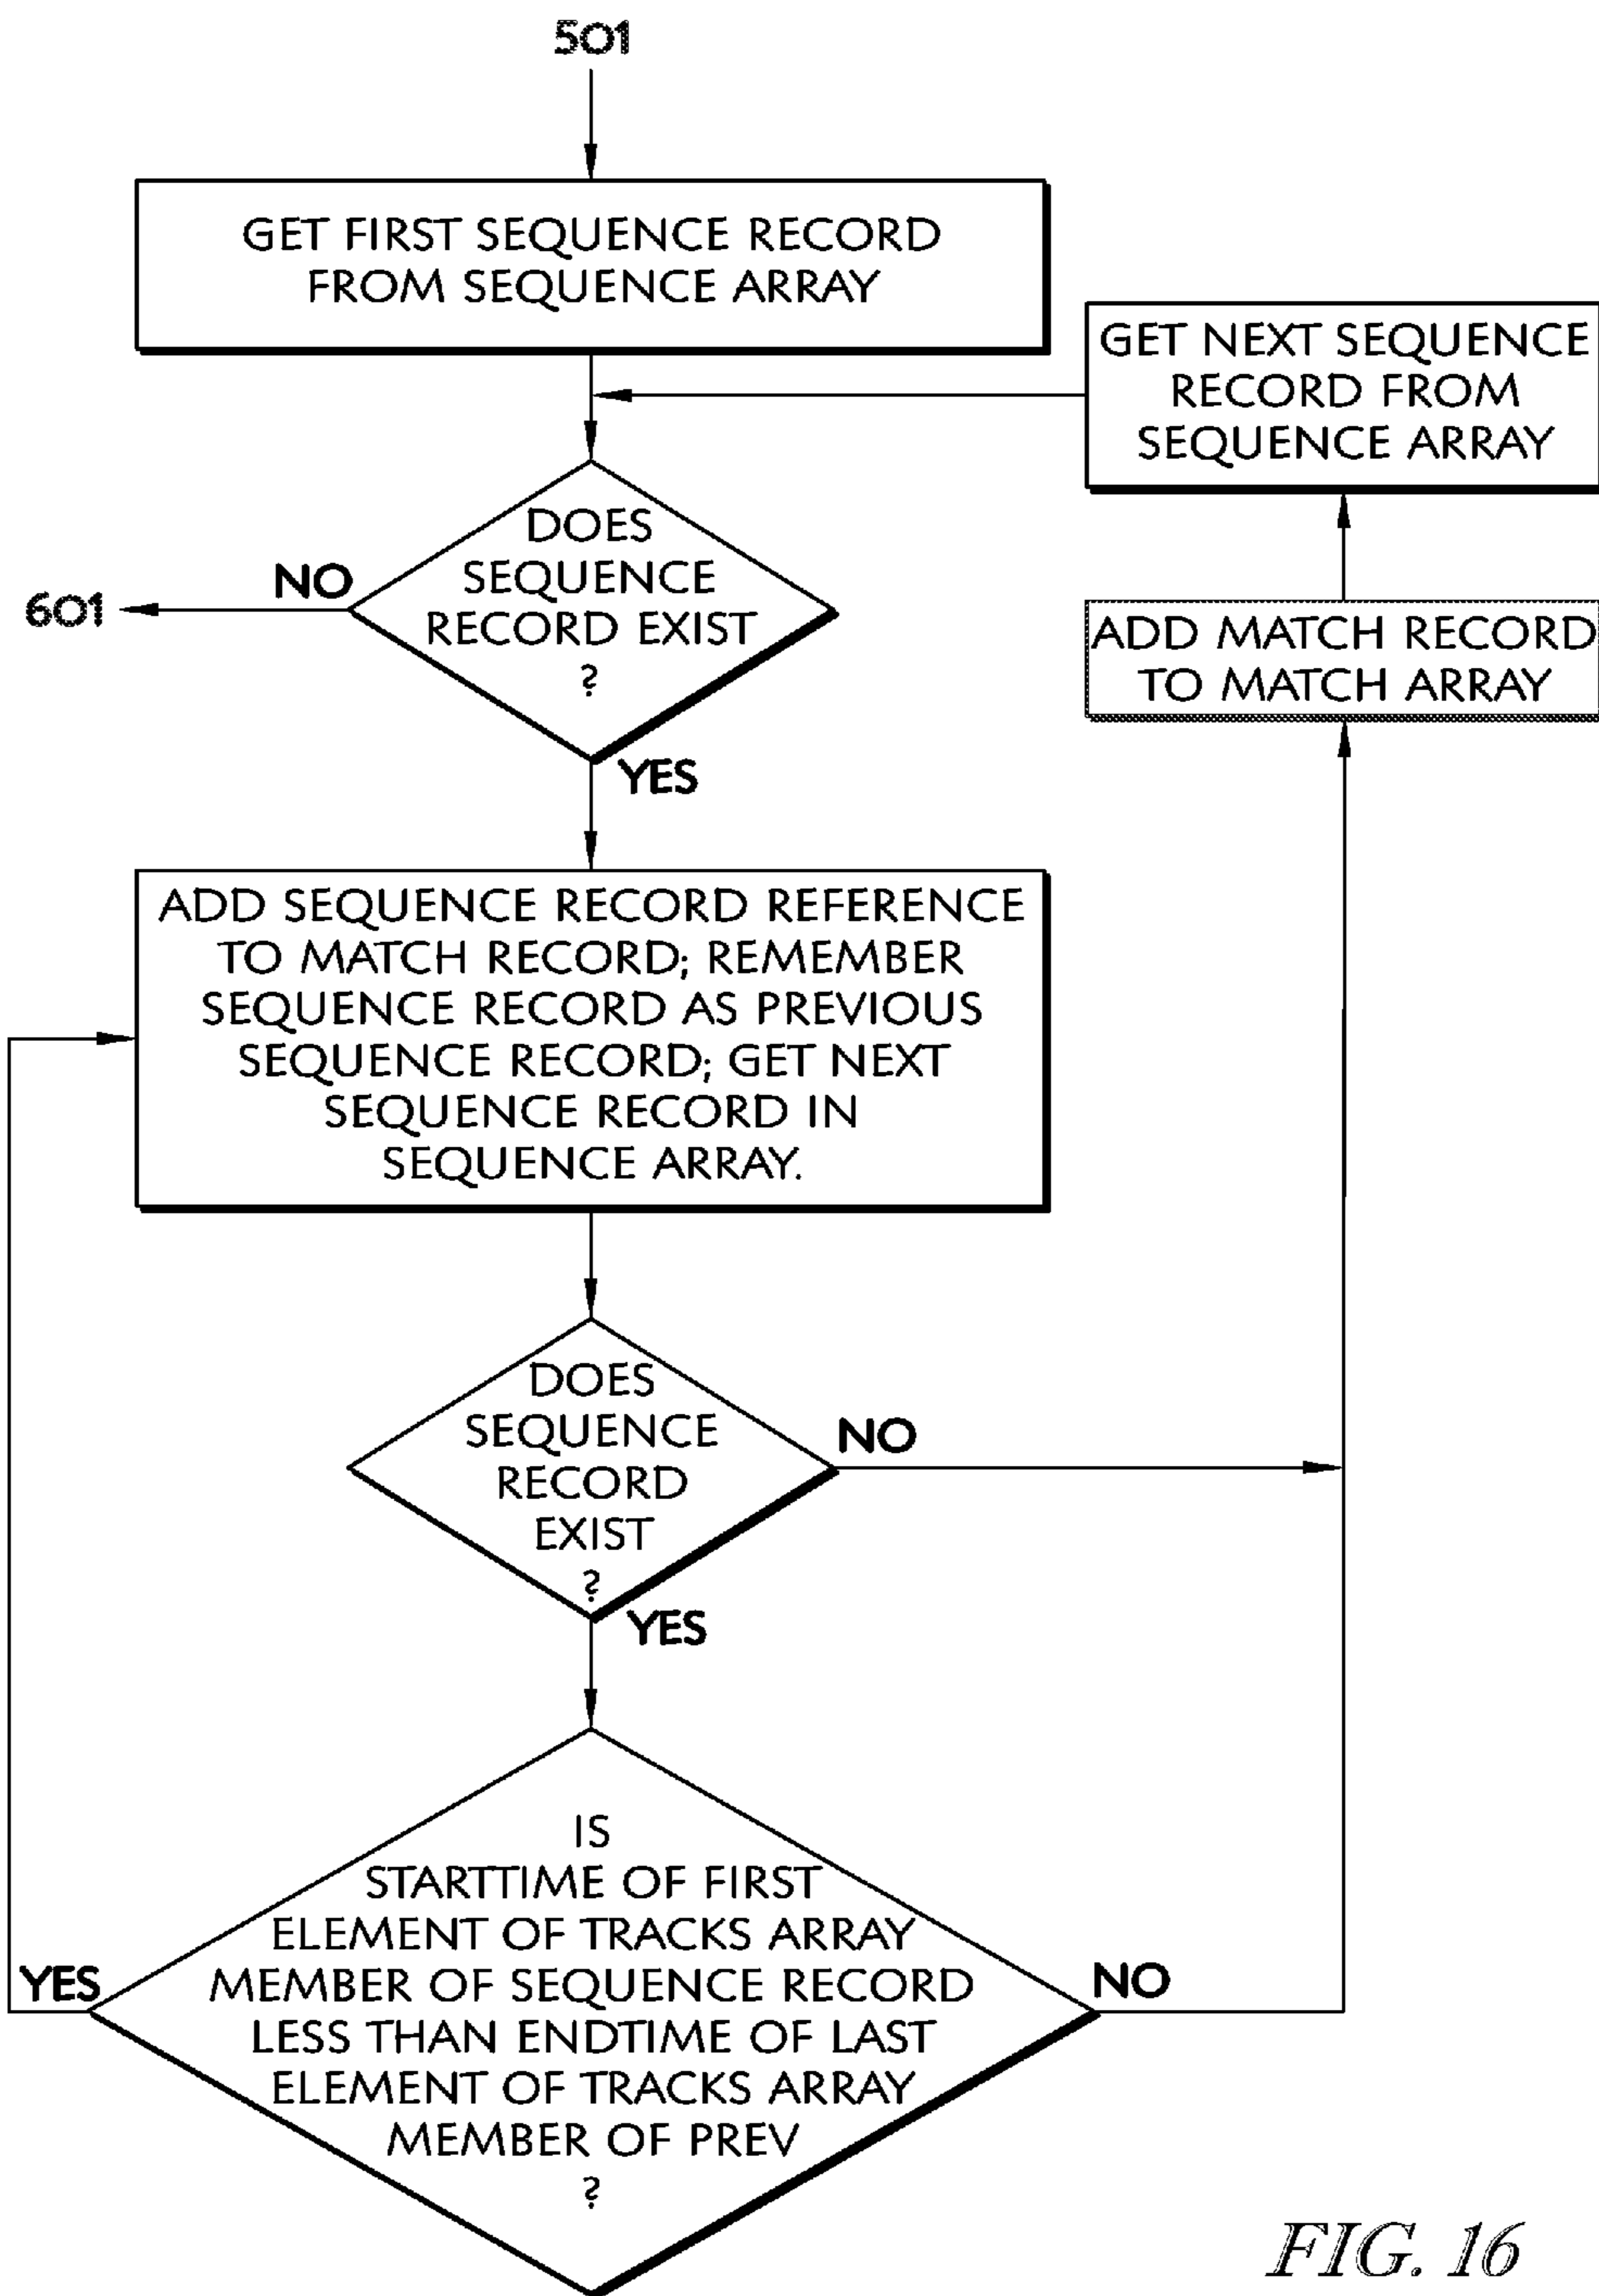 501
GET FIRST SEQUENCE RECORD
FROM SEQUENCE ARRAY
GET NEXT SEQUENCE
RECORD FROM
SEQUENCE ARRAY
DOES
SEQUENCE
RECORD EXIST
?
NO
601
ADD MATCH RECORD
TO MATCH ARRAY
YES
ADD SEQUENCE RECORD REFERENCE
TO MATCH RECORD; REMEMBER
SEQUENCE RECORD AS PREVIOUS
SEQUENCE RECORD; GET NEXT
SEQUENCE RECORD IN
SEQUENCE ARRAY.
DOES
SEQUENCE
RECORD
EXIST
?
NO
YES
IS
STARTTIME OF FIRST
ELEMENT OF TRACKS ARRAY
MEMBER OF SEQUENCE RECORD
LESS THAN ENDTIME OF LAST
ELEMENT OF TRACKS ARRAY
MEMBER OF PREV
?
YES
NO
FIG. 16